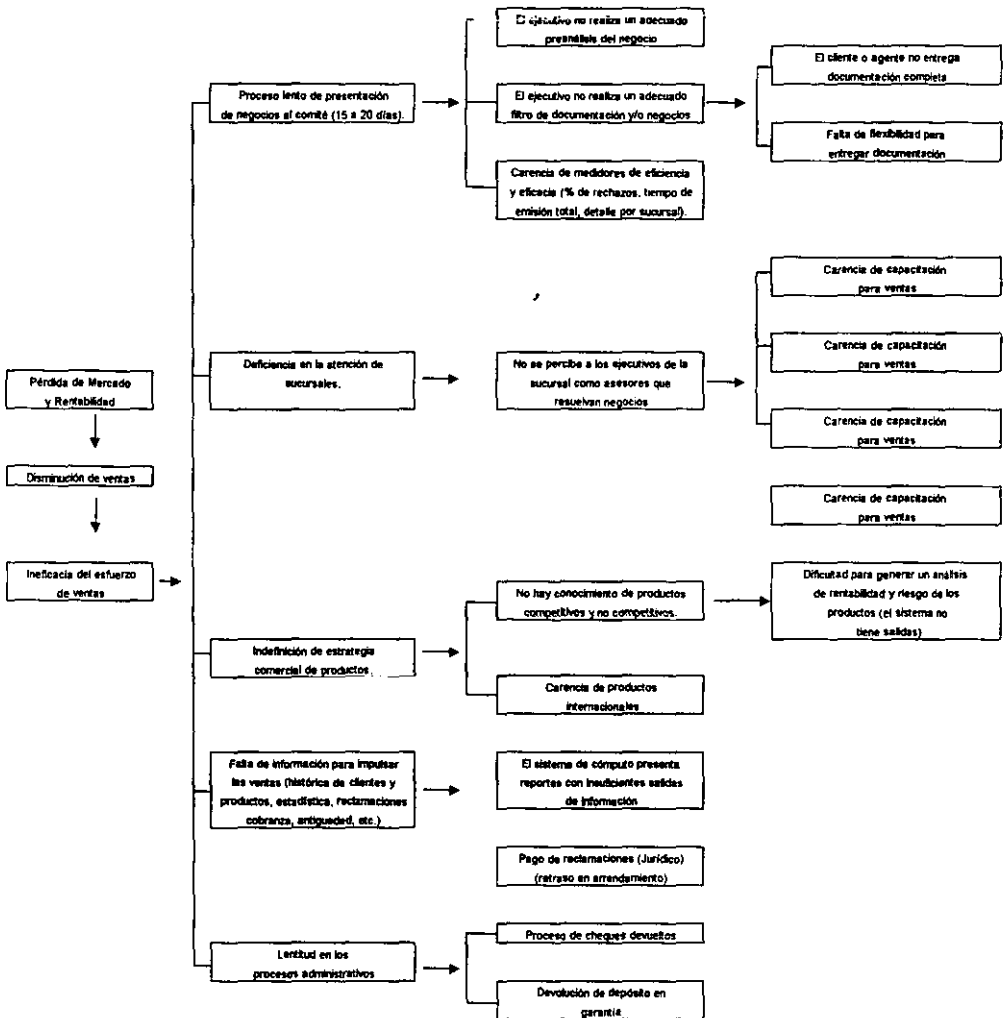 El ejecutivo no realiza un adecuado
preanálisis del negocio
El cliente o agente no entrega
documentación completa
Proceso lento de presentación
de negocios al comité (15 a 20 días).
El ejecutivo no realiza un adecuado
filtro de documentación y/o negocios
Falta de flexibilidad para
entregar documentación
Carencia de medidores de eficiencia
y eficacia (% de rechazos, tiempo de
emisión total, detalle por sucursal).
Carencia de capacitación
para ventas
Carencia de capacitación
para ventas
Deficiencia en la atención de
sucursales.
No se percibe a los ejecutivos de la
sucursal como asesores que
resuelvan negocios
Pérdida de Mercado
y Rentabilidad
Carencia de capacitación
para ventas
Disminución de ventas
Carencia de capacitación
para ventas
Ineficacia del esfuerzo
de ventas
No hay conocimiento de productos
competitivos y no competitivos.
Dificultad para generar un análisis
de rentabilidad y riesgo de los
productos (el sistema no
tiene salidas)
Indefinición de estrategia
comercial de productos.
Carencia de productos
internacionales
Falta de información para impulsar
las ventas (histórica de clientes y
productos, estadística, reclamaciones
cobranza, antiguedad, etc.)
El sistema de cómputo presenta
reportes con insuficientes salidas
de información
Pago de reclamaciones (Jurídico)
(retraso en arrendamiento)
Proceso de cheques devueltos
Lentitud en los
procesos administrativos
Devolución de depósito en
garantía